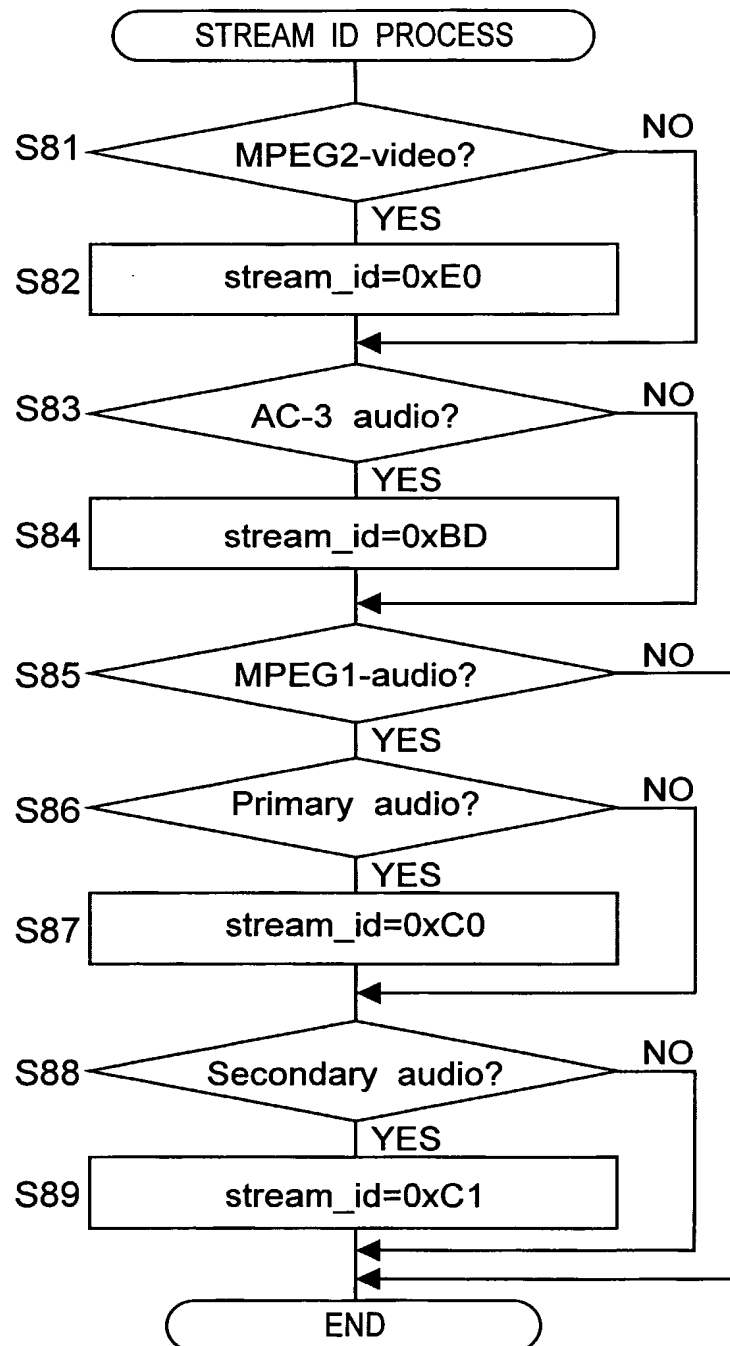 STREAM ID PROCESS
S81
MPEG2-video?
NO
YES
S82
stream_id=0xE0
S83
AC-3 audio?
NO
YES
S84
stream_id=0xBD
S85
MPEG1-audio?
NO
YES
S86
Primary audio?
NO
YES
S87
stream_id=0xC0
S88
Secondary audio?
NO
YES
S89
stream_id=0xC1
END